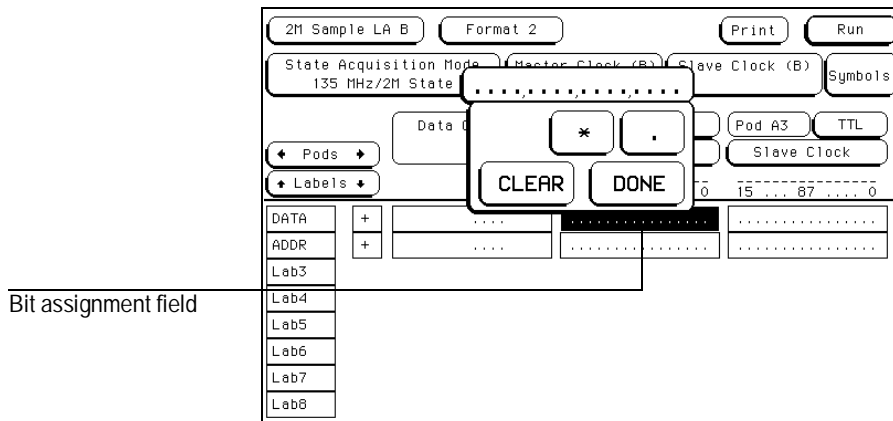 2M Sample LA B Format 2 Print Run
State Acquisition Mode Master Clock (B) Slave Clock (B) Symbols
135 MHz/2M State
....,....,....,....
Data
* .
Pod A3 TTL
← Pods →
Slave Clock
↑ Labels ↓
CLEAR DONE
0 15 ... 87 .... 0
DATA + .... ................ ................
ADDR + .... ................ ................
Lab3
Lab4
Bit assignment field
Lab5
Lab6
Lab7
Lab8